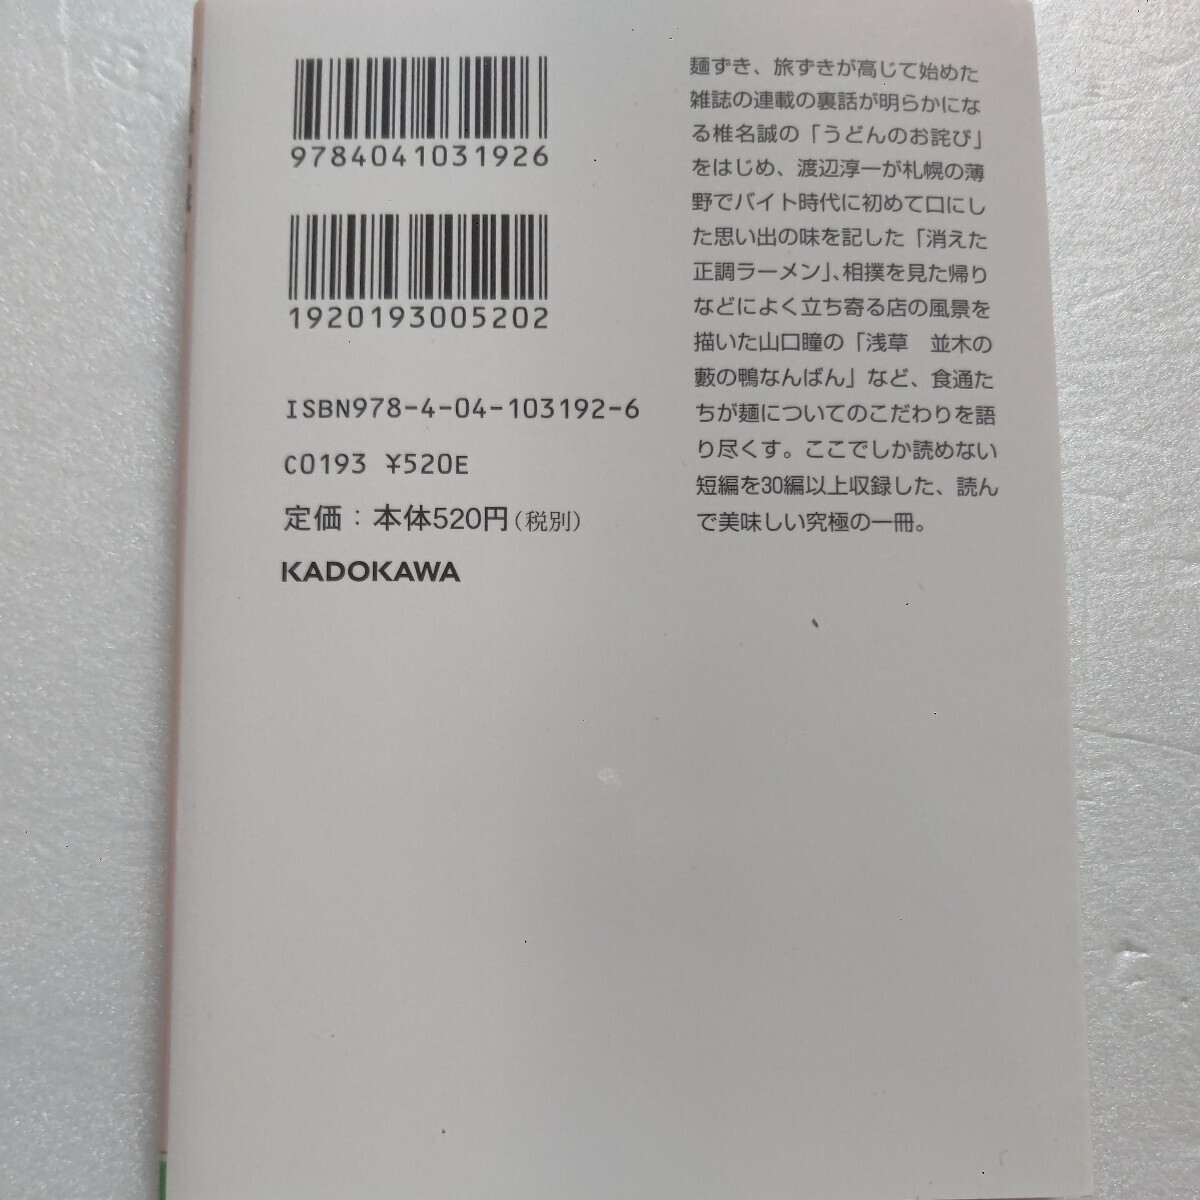 9784041031926
1920193005202
ISBN978-4-04-103192-6
C0193 ¥520E
定価：本体520円（税別）
KADOKAWA
麺ずき、旅ずきが高じて始めた
雑誌の連載の裏話が明らかにな
る椎名誠の「うどんのお詫び」
をはじめ、渡辺淳一が札幌の薄
野でバイト時代に初めて口にし
た思い出の味を記した「消えた
正調ラーメン」、相撲を見た帰り
などによく立ち寄る店の風景を
描いた山口瞳の「浅草　並木の
藪の鴨なんばん」など、食通た
ちが麺についてのこだわりを語
り尽くす。ここでしか読めない
短編を30編以上収録した、読ん
で美味しい究極の一冊。